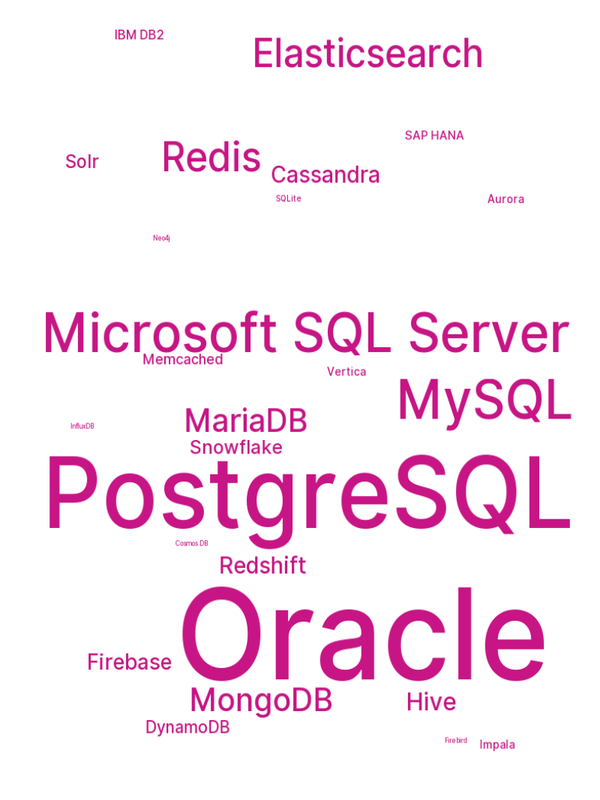 IBM DB2
Elasticsearch
SAP HANA
Solr
Redis
Cassandra
SQLite
Aurora
Neo4j
Microsoft SQL Server
Memcached
Vertica
MySQL
MariaDB
InfluxDB
Snowflake
PostgreSQL
Cosmos DB
Redshift
Oracle
Firebase
MongoDB
Hive
DynamoDB
Firebird
Impala